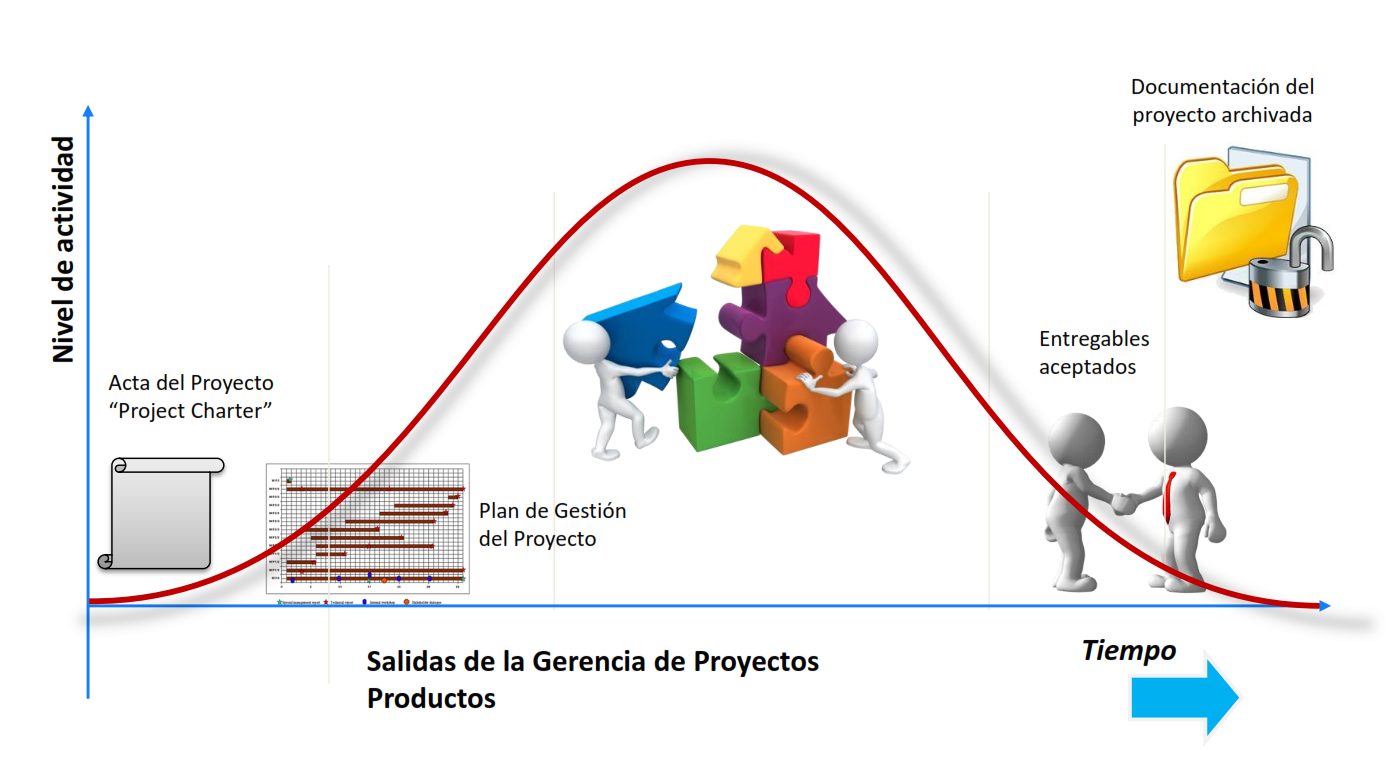 Documentación del
proyecto archivada
Nivel de actividad
Entregables
aceptados
Acta del Proyecto
“Project Charter”
Plan de Gestión
del Proyecto
Salidas de la Gerencia de Proyectos
Productos
Tiempo